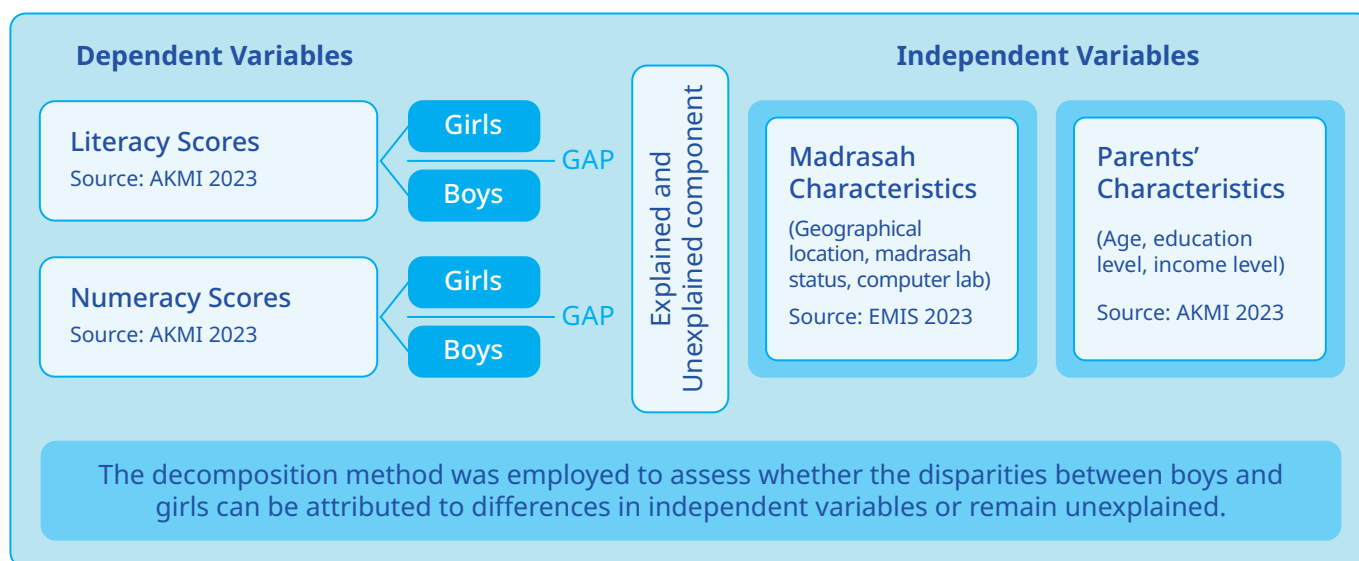 Dependent Variables
Literacy Scores
Source: AKMI 2023
Girls
GAP
Boys
Numeracy Scores
Source: AKMI 2023
Girls
GAP
Boys
Explained and
Unexplained component
Independent Variables
Madrasah
Characteristics
(Geographical
location, madrasah
status, computer lab)
Source: EMIS 2023
Parents’
Characteristics
(Age, education
level, income level)
Source: AKMI 2023
The decomposition method was employed to assess whether the disparities between boys and
girls can be attributed to differences in independent variables or remain unexplained.